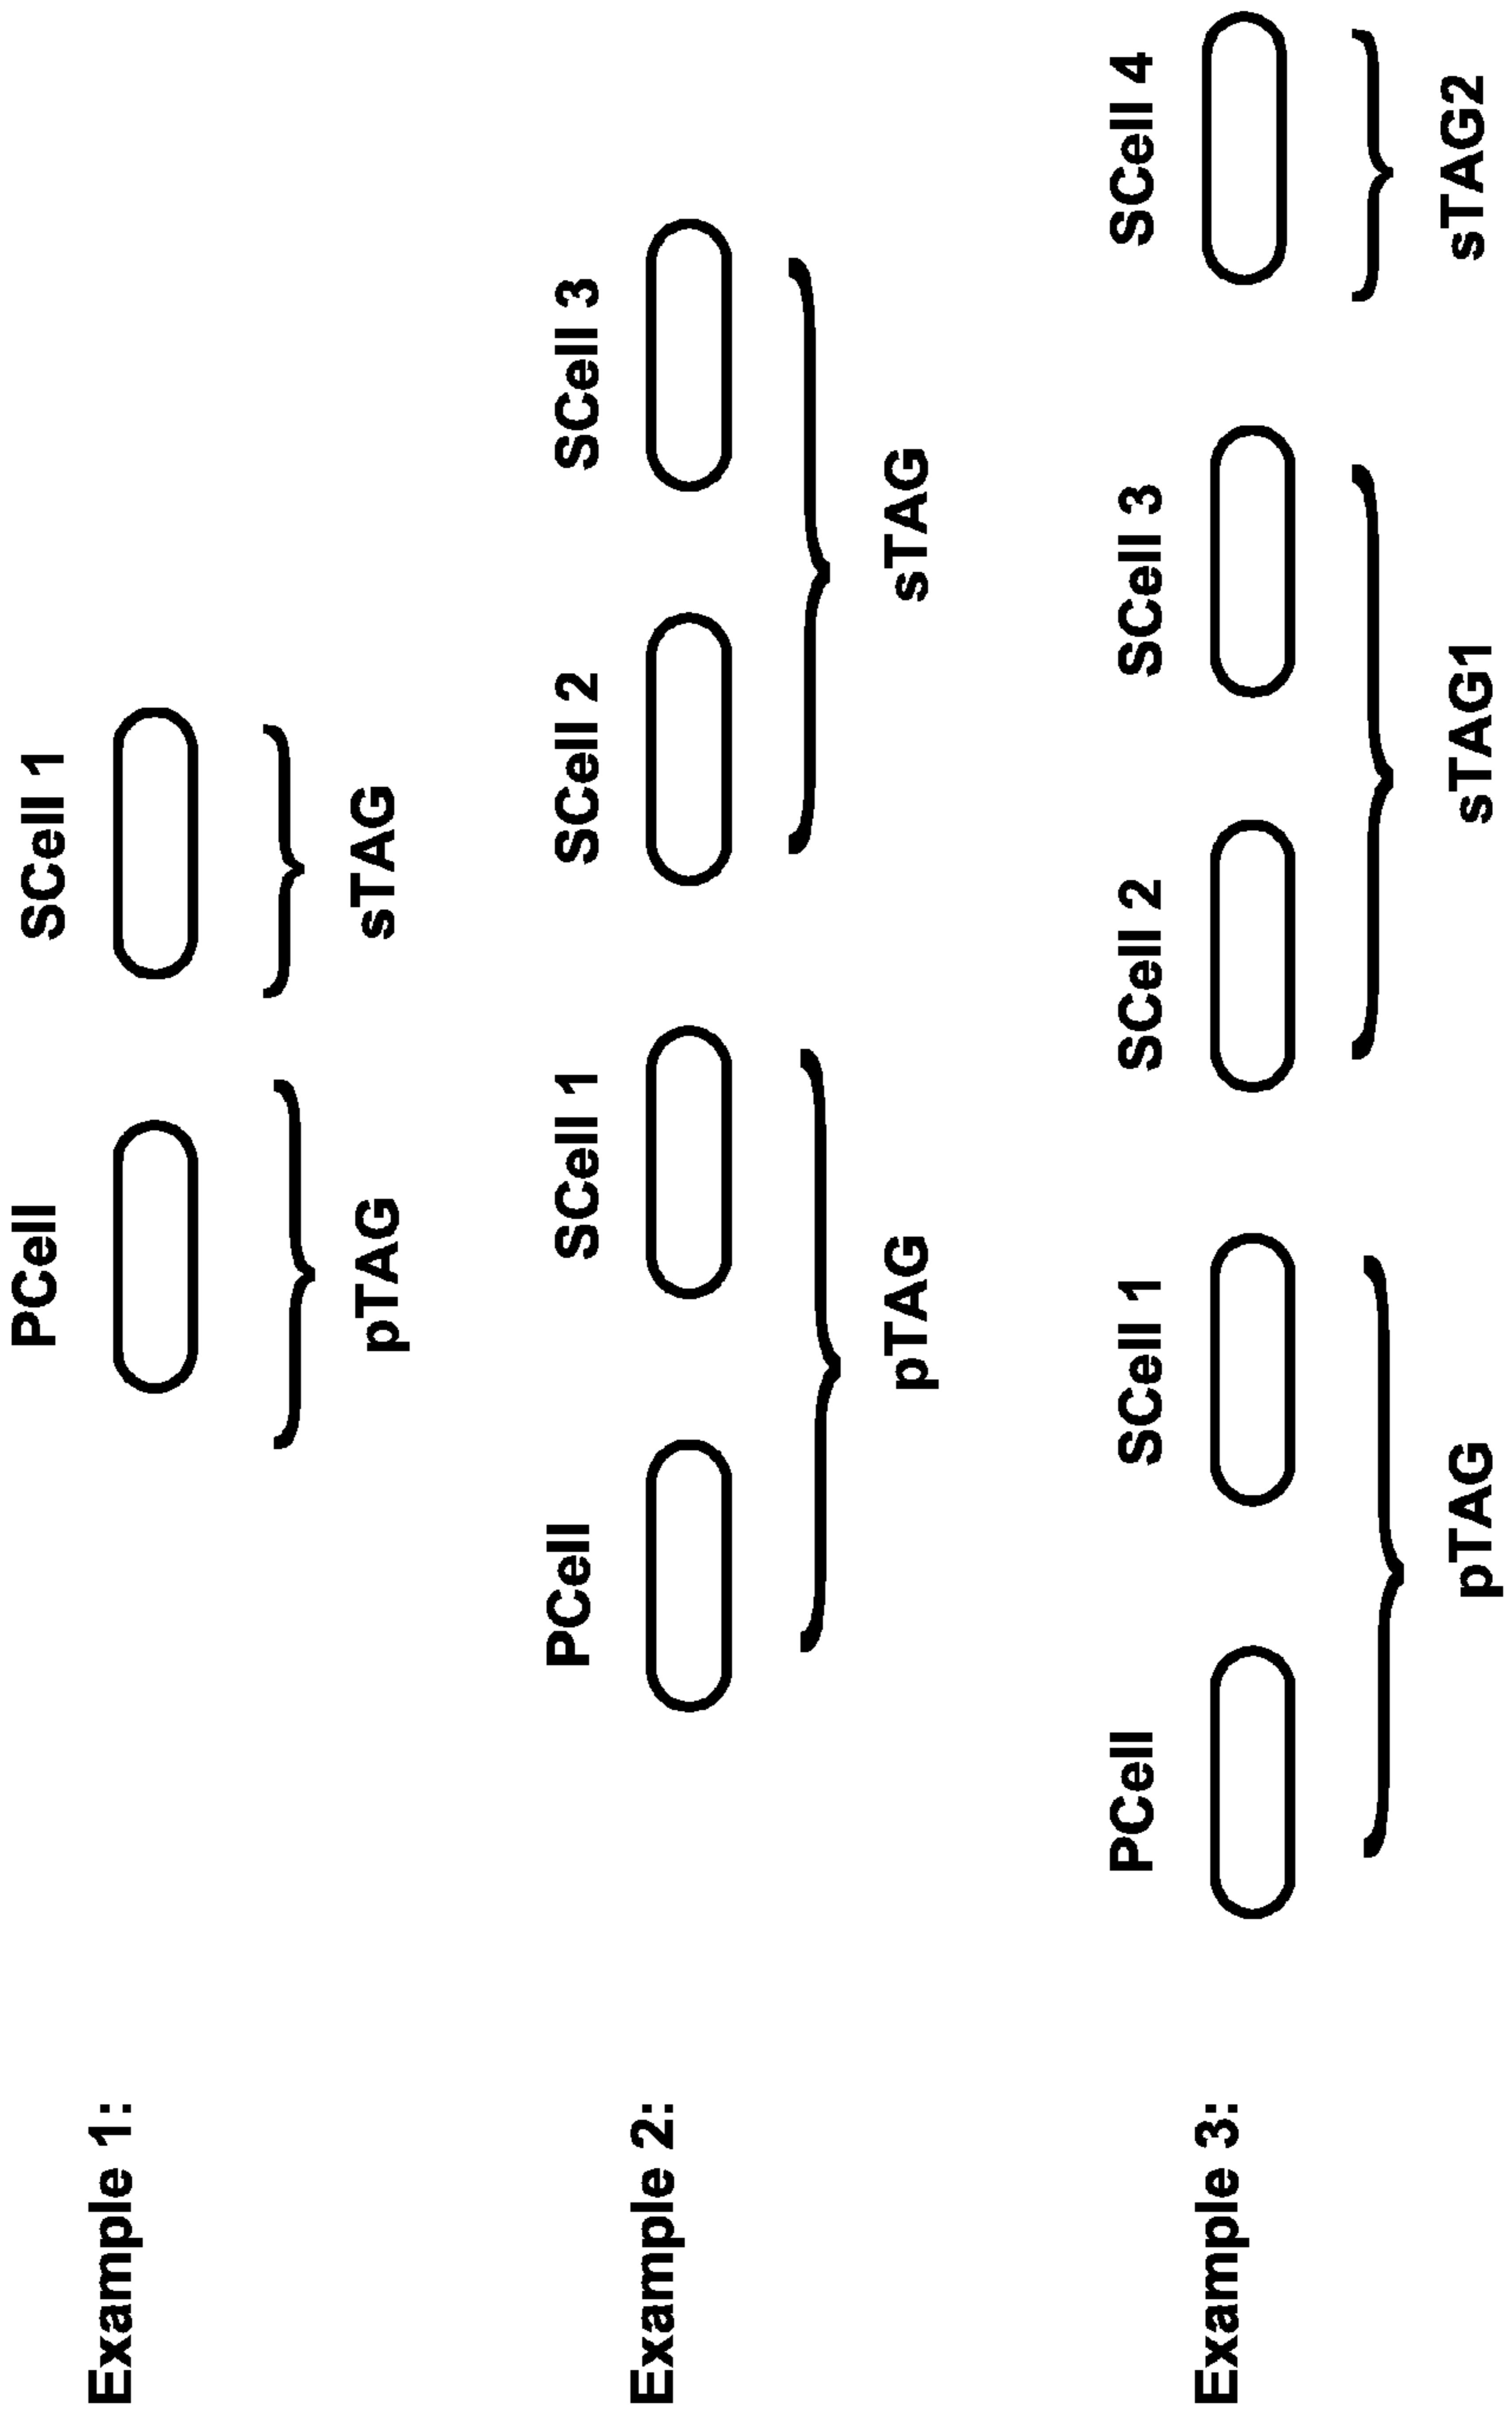 PCell SCell 1
Example 1:
pTAG sTAG
PCell SCell 1 SCell 2 SCell 3
Example 2:
pTAG sTAG
PCell SCell 1 SCell 2 SCell 3 SCell 4
Example 3:
pTAG sTAG1 sTAG2